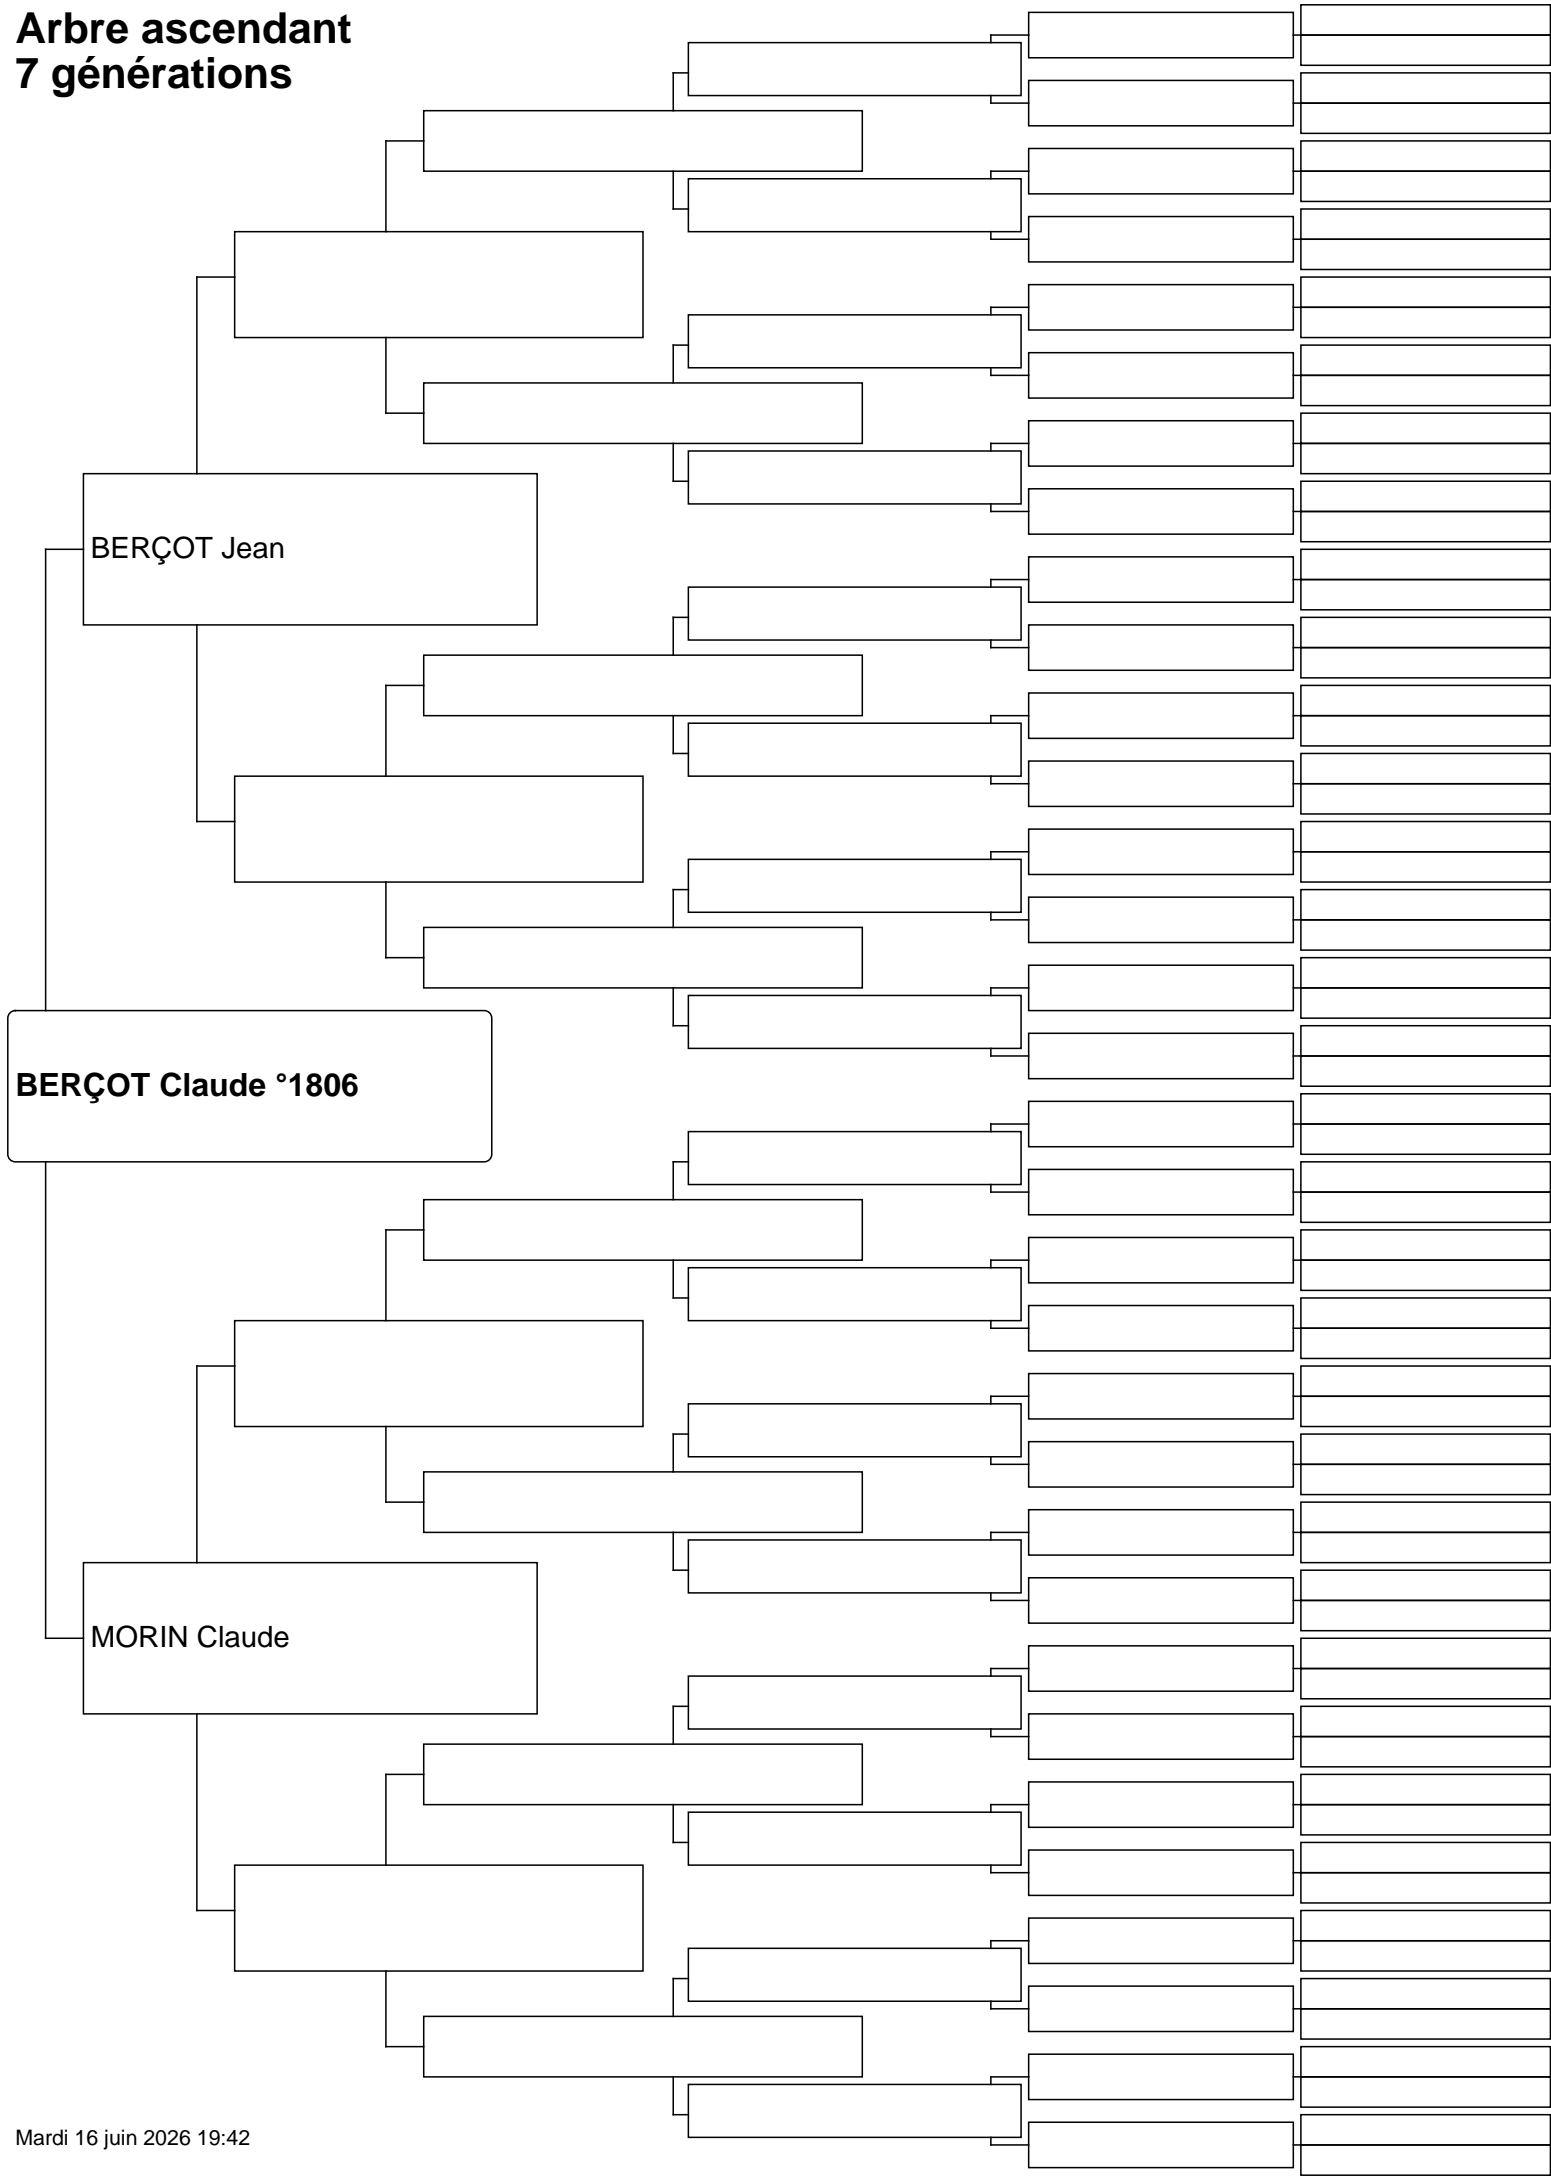 Arbre ascendant
7 générations
BERÇOT Jean
BERÇOT Claude °1806
MORIN Claude
Mardi 16 juin 2026 19:42